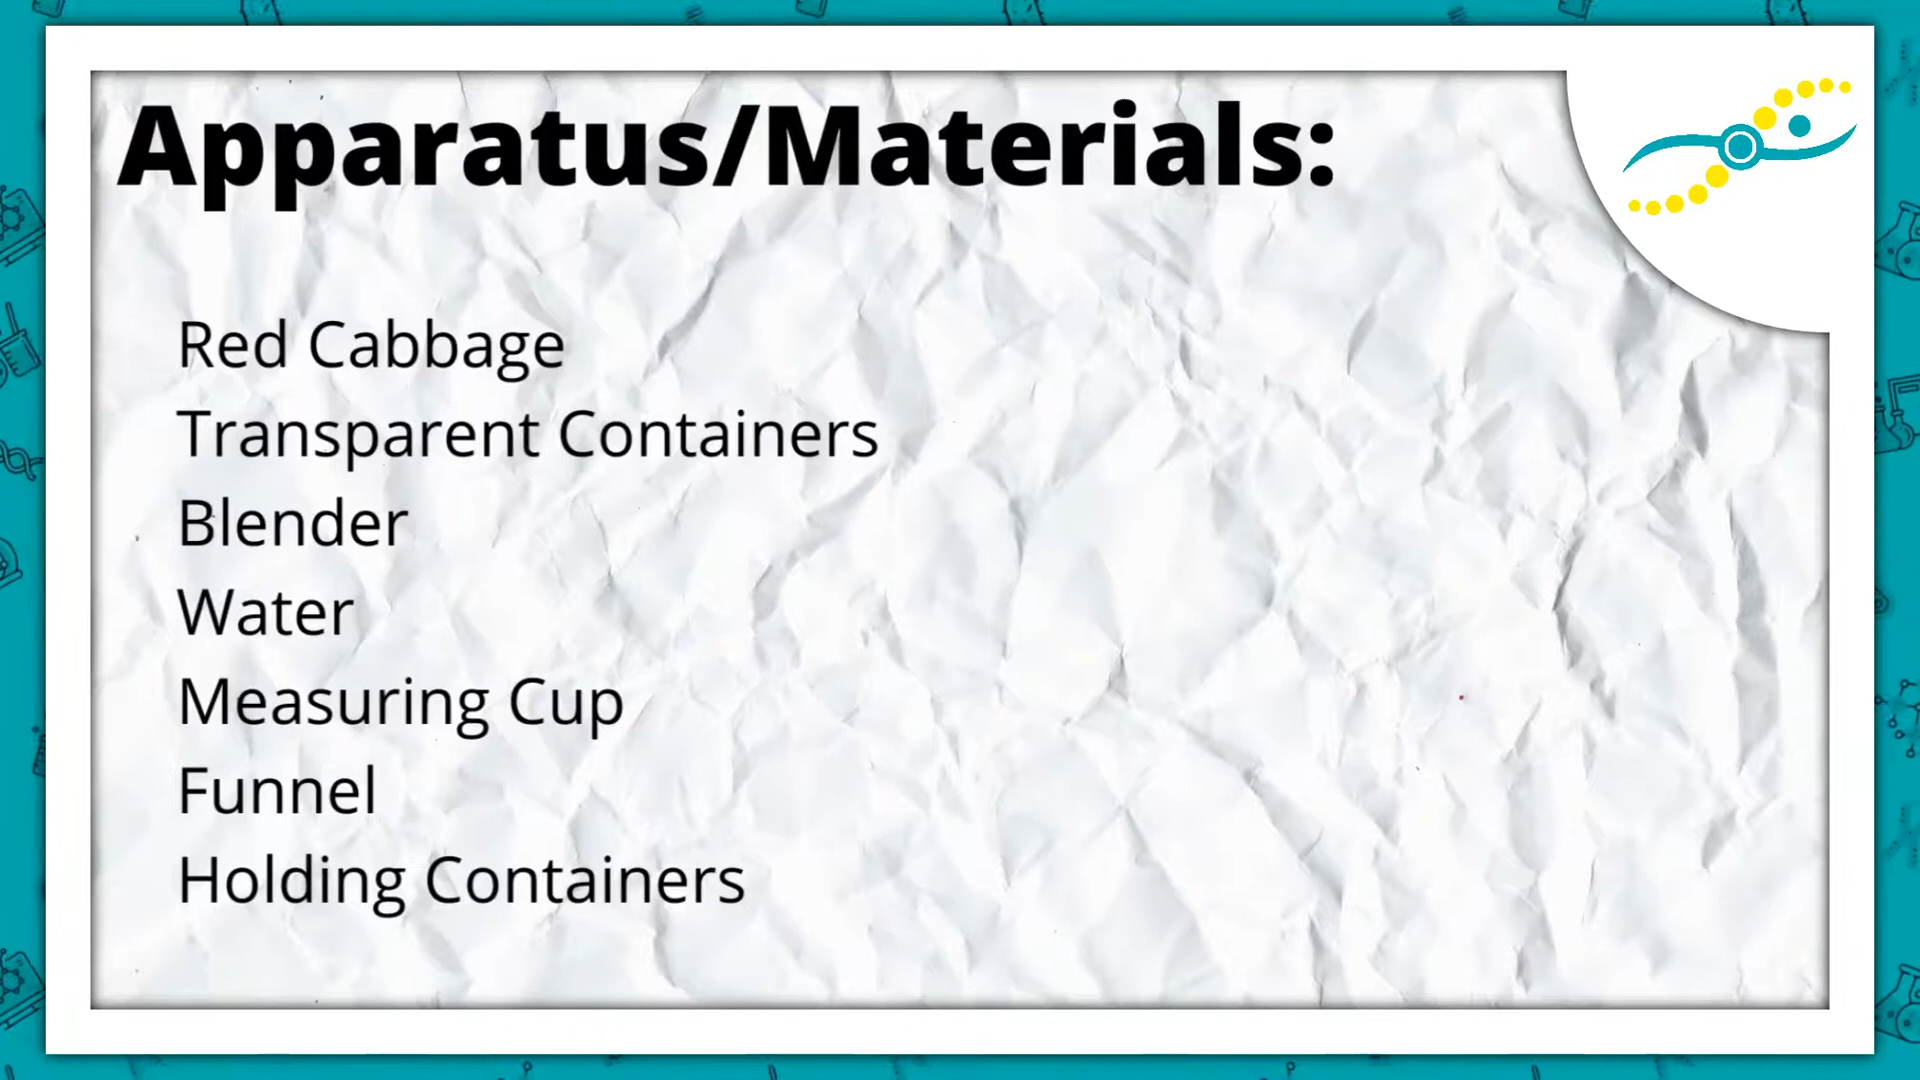 Apparatus/Materials:
Red Cabbage
Transparent Containers
Blender
Water
Measuring Cup
Funnel
Holding Containers